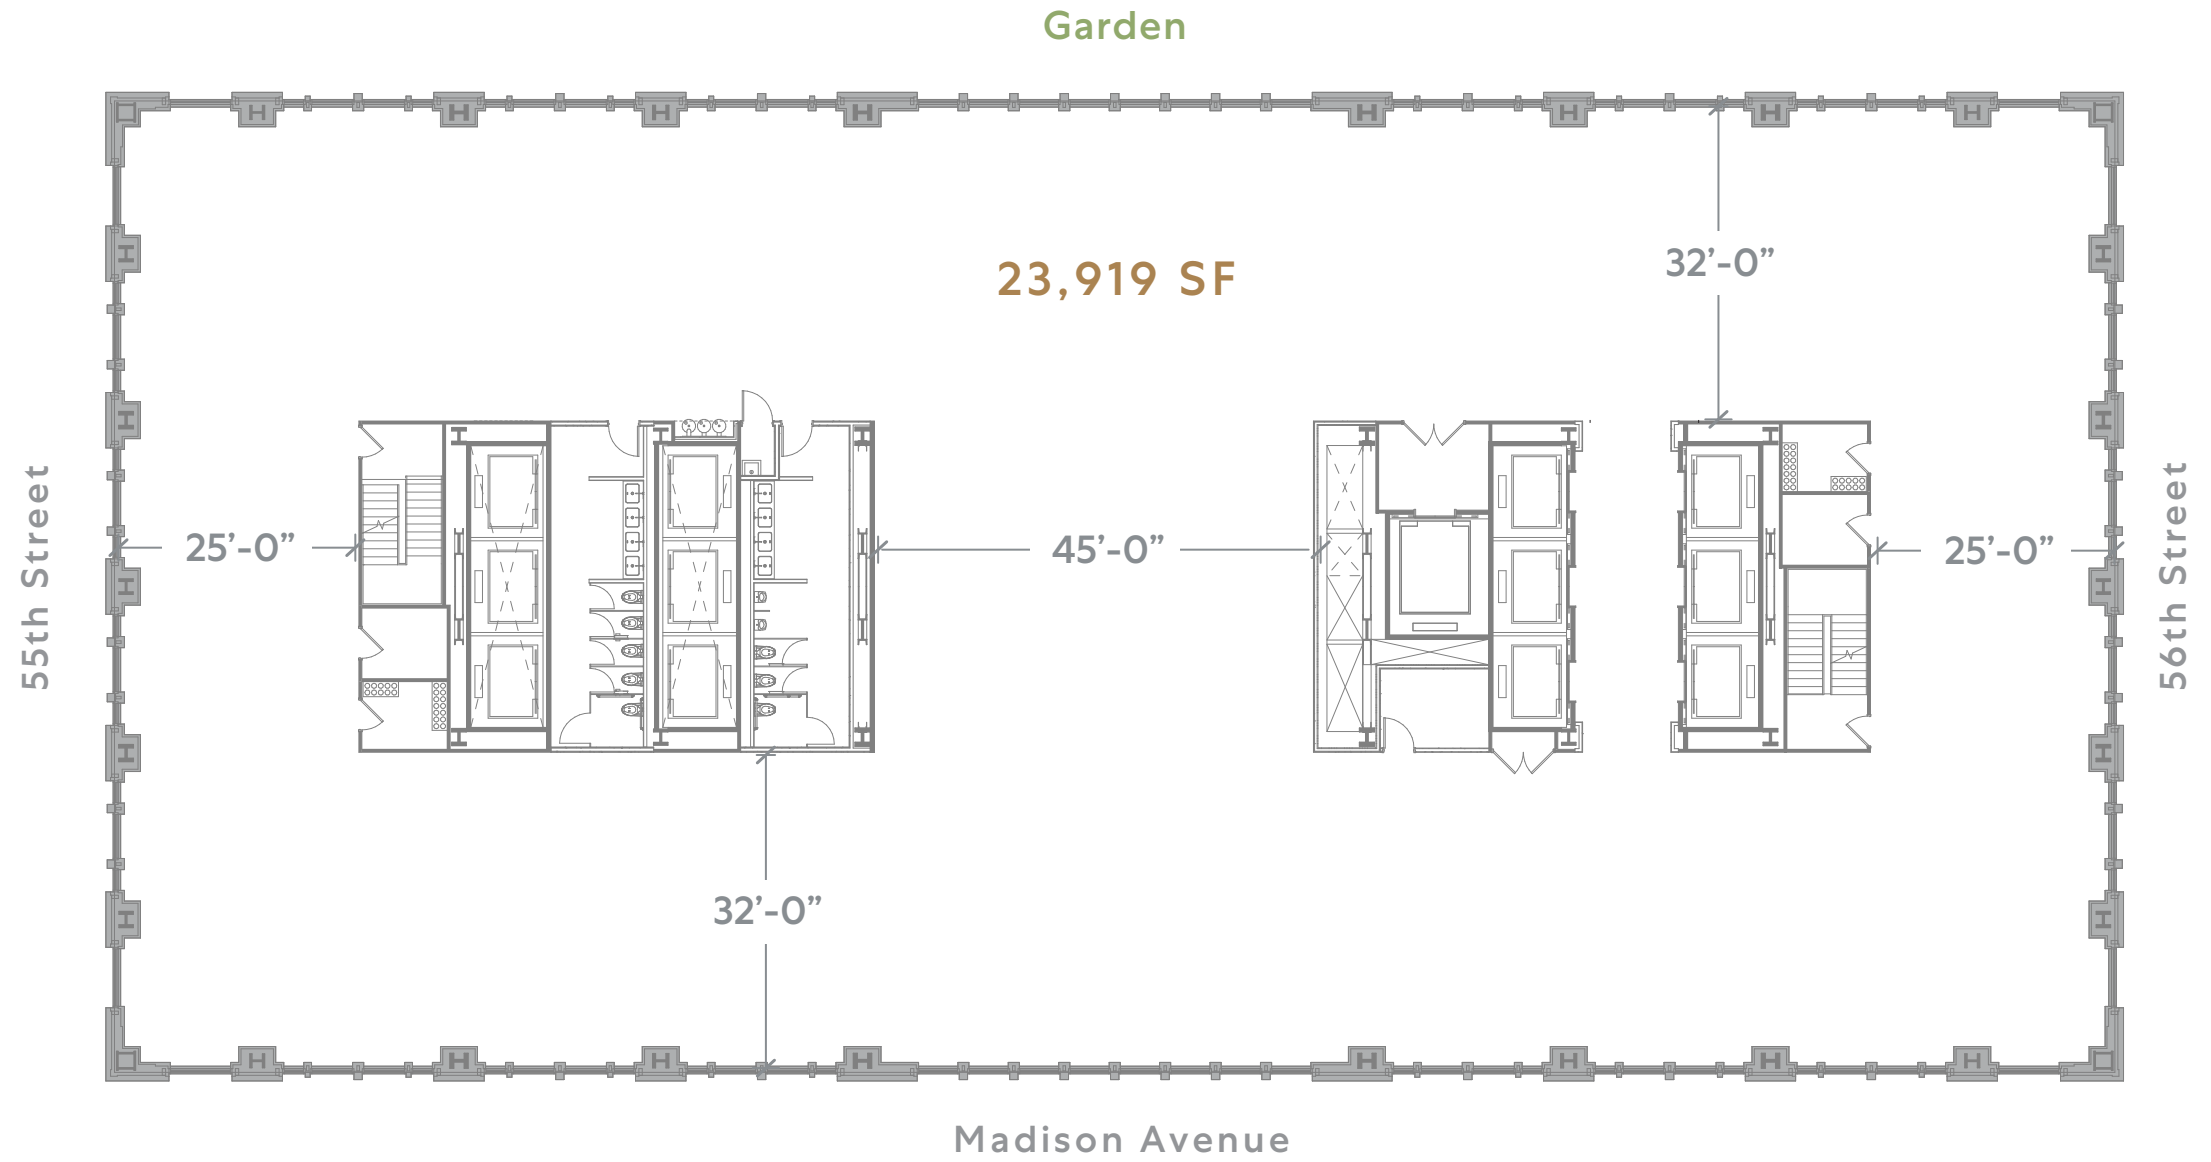 Garden
23,919 SF
32’-0”
55th Street
25’-0”
45’-0”
25’-0”
56th Street
32’-0”
Madison Avenue